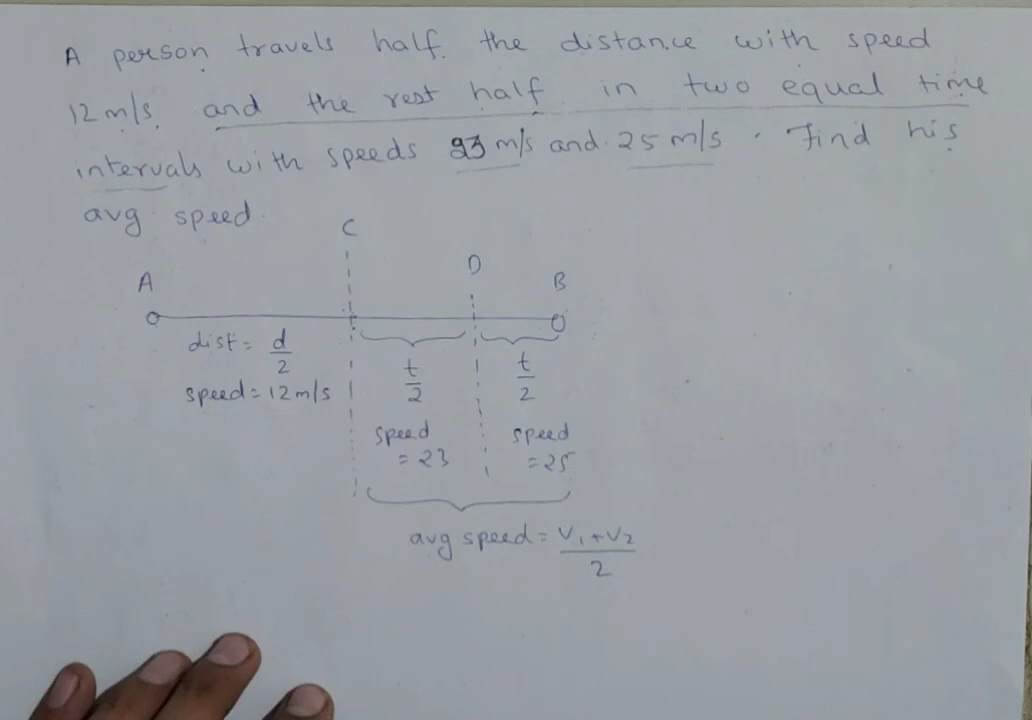 A person travels half the distance with speed
12 m/s and the rest half in two equal time
intervals with speeds 23 m/s and 25 m/s . Find his
avg speed.
C
D
A
B
dist = d/2
t/2
t/2
speed = 12 m/s
speed
= 23
speed
= 25
avg speed = V₁+V₂/2